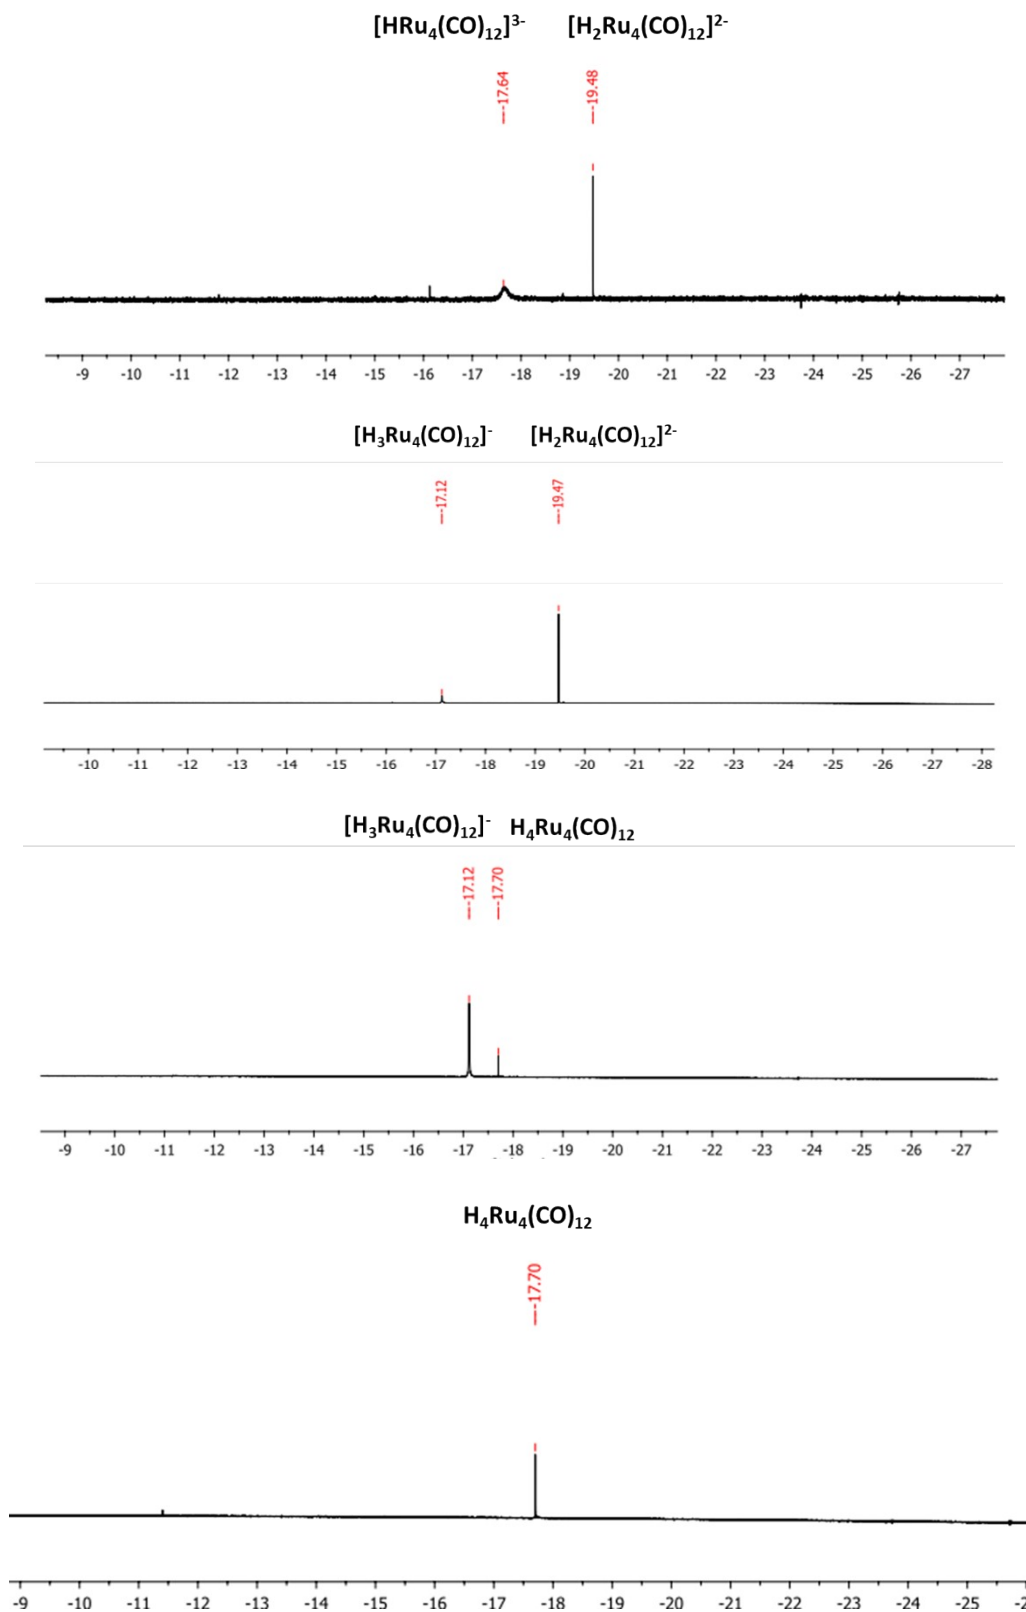 [HRu₄(CO)₁₂]³⁻ [H₂Ru₄(CO)₁₂]²⁻
-17.64 -19.48
-9 -10 -11 -12 -13 -14 -15 -16 -17 -18 -19 -20 -21 -22 -23 -24 -25 -26 -27
[H₃Ru₄(CO)₁₂]⁻ [H₂Ru₄(CO)₁₂]²⁻
-17.12 -19.47
-10 -11 -12 -13 -14 -15 -16 -17 -18 -19 -20 -21 -22 -23 -24 -25 -26 -27 -28
[H₃Ru₄(CO)₁₂]⁻ H₄Ru₄(CO)₁₂
-17.12 -17.70
-9 -10 -11 -12 -13 -14 -15 -16 -17 -18 -19 -20 -21 -22 -23 -24 -25 -26 -27
H₄Ru₄(CO)₁₂
-17.70
-9 -10 -11 -12 -13 -14 -15 -16 -17 -18 -19 -20 -21 -22 -23 -24 -25